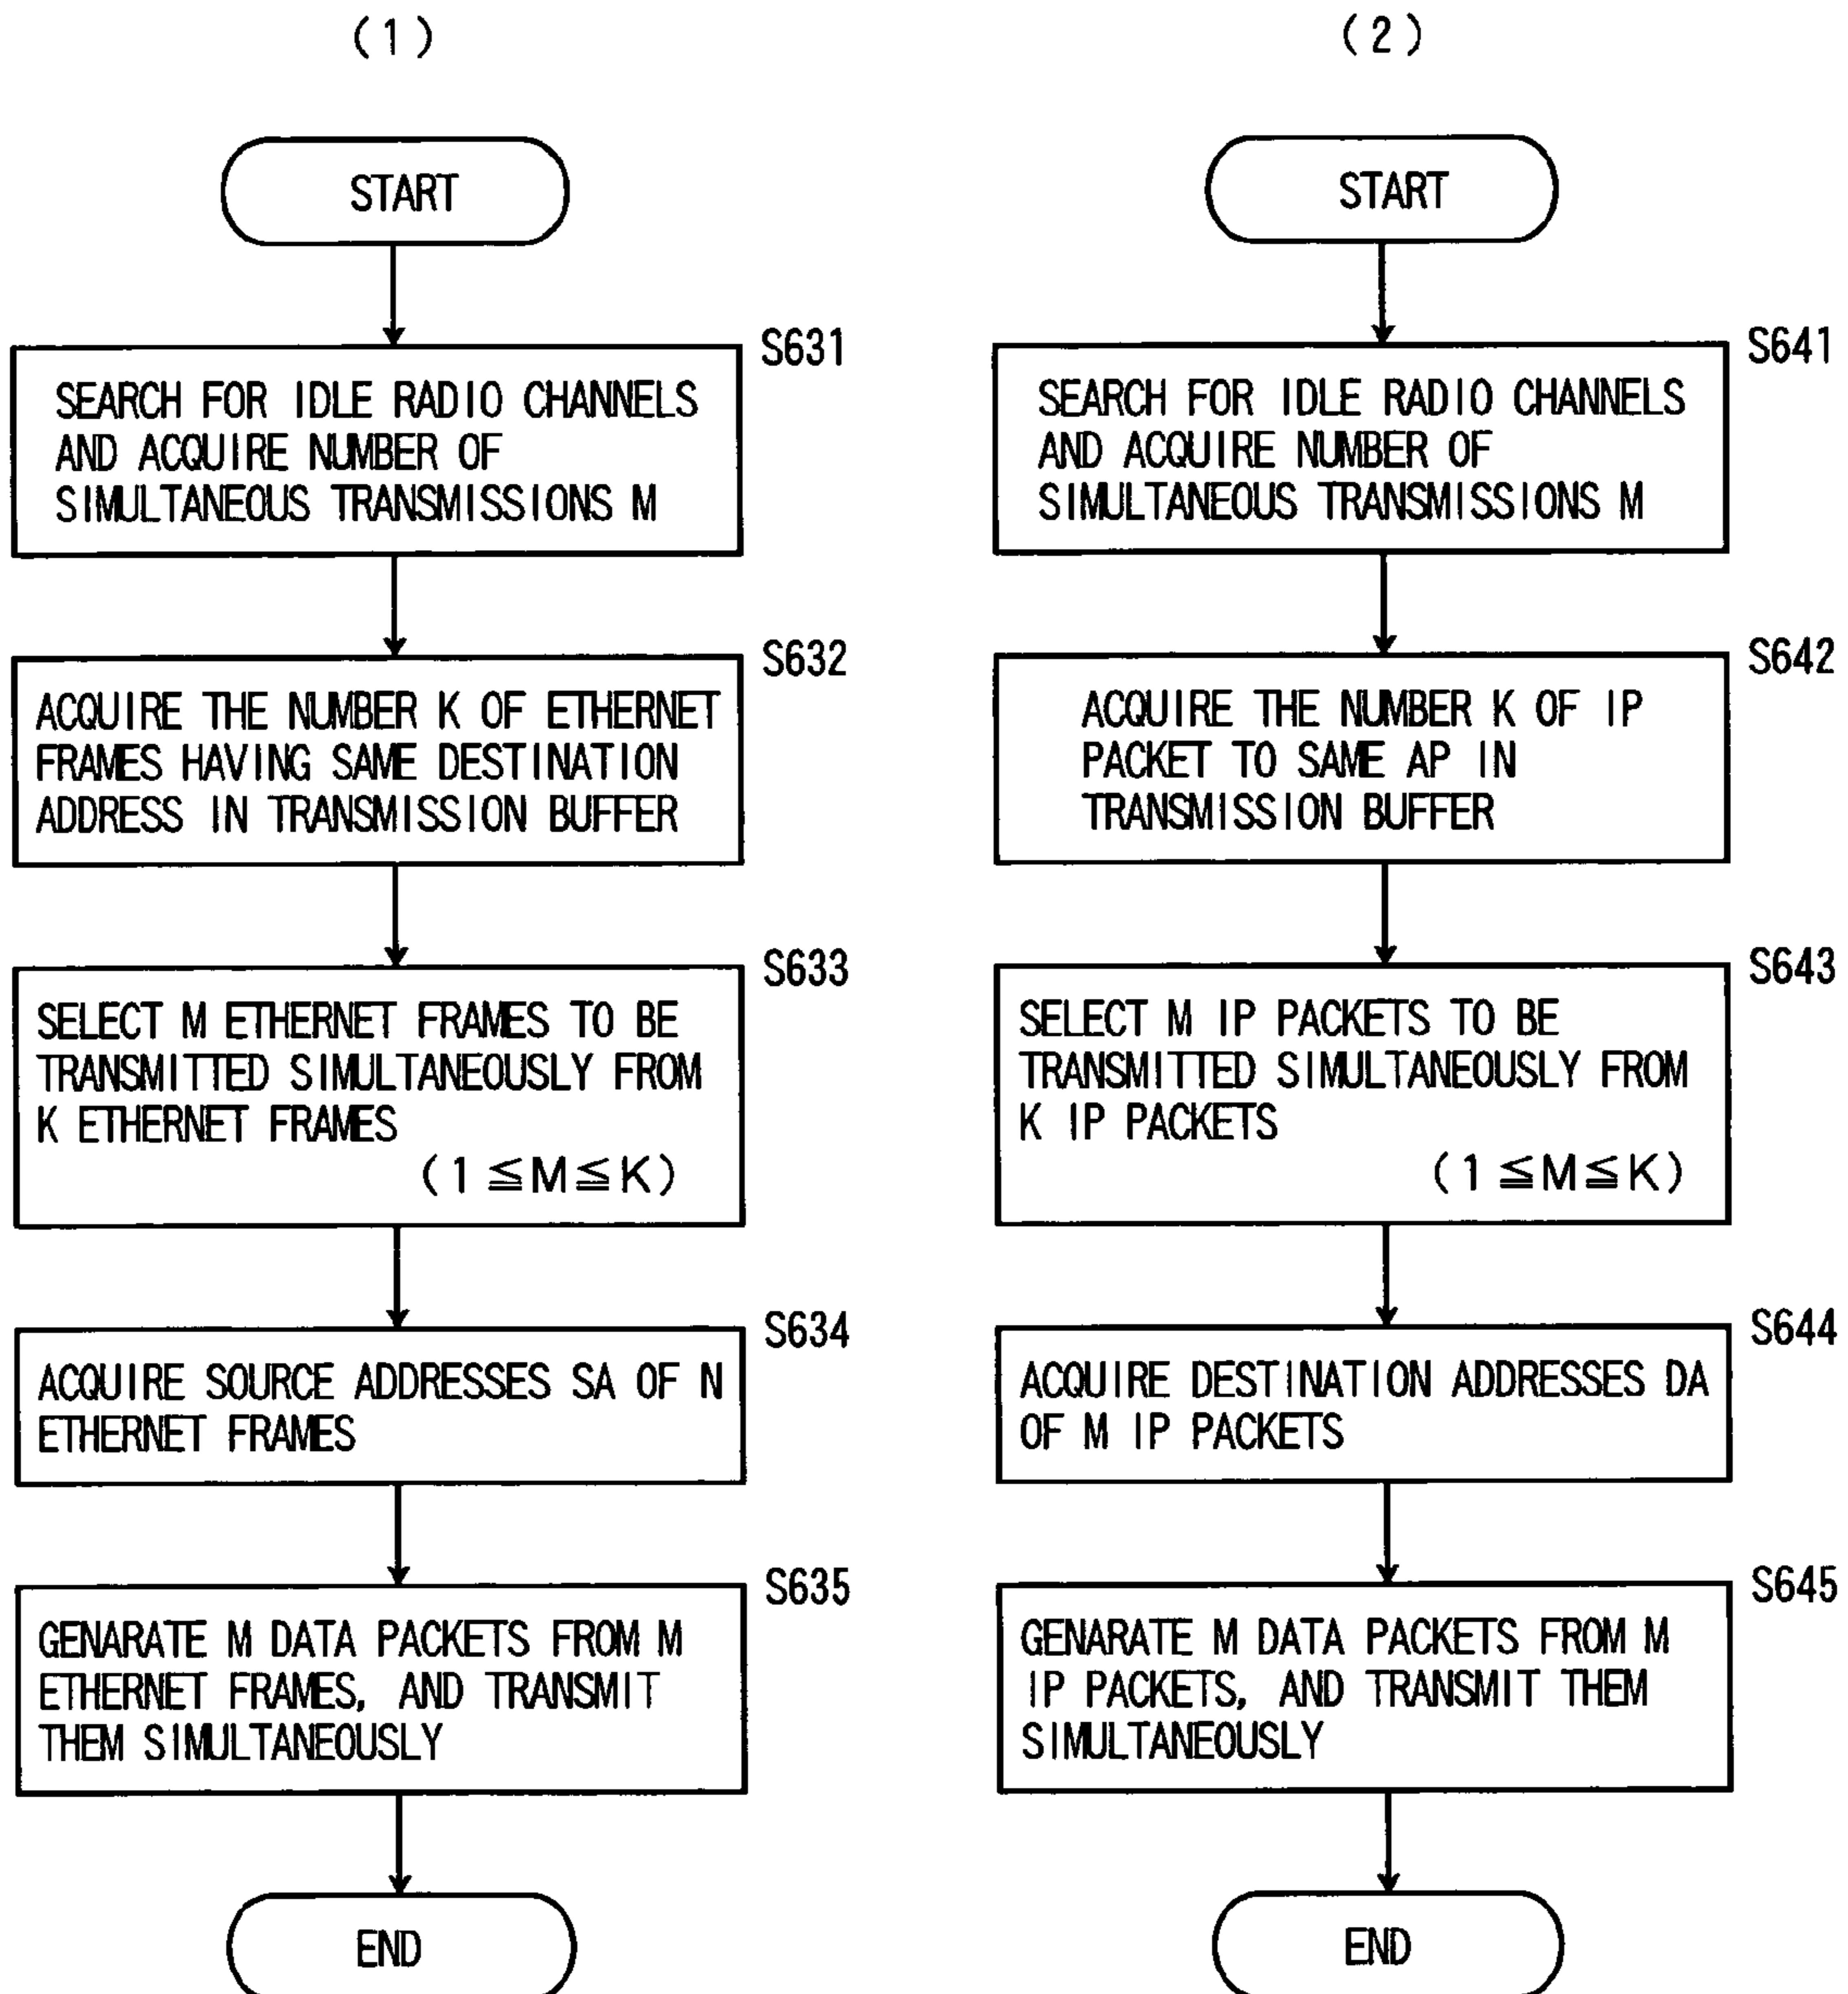 (1)
START
S631
SEARCH FOR IDLE RADIO CHANNELS
AND ACQUIRE NUMBER OF
SIMULTANEOUS TRANSMISSIONS M
S632
ACQUIRE THE NUMBER K OF ETHERNET
FRAMES HAVING SAME DESTINATION
ADDRESS IN TRANSMISSION BUFFER
S633
SELECT M ETHERNET FRAMES TO BE
TRANSMITTED SIMULTANEOUSLY FROM
K ETHERNET FRAMES
(1≦M≦K)
S634
ACQUIRE SOURCE ADDRESSES SA OF N
ETHERNET FRAMES
S635
GENARATE M DATA PACKETS FROM M
ETHERNET FRAMES, AND TRANSMIT
THEM SIMULTANEOUSLY
END
(2)
START
S641
SEARCH FOR IDLE RADIO CHANNELS
AND ACQUIRE NUMBER OF
SIMULTANEOUS TRANSMISSIONS M
S642
ACQUIRE THE NUMBER K OF IP
PACKET TO SAME AP IN
TRANSMISSION BUFFER
S643
SELECT M IP PACKETS TO BE
TRANSMITTED SIMULTANEOUSLY FROM
K IP PACKETS
(1≦M≦K)
S644
ACQUIRE DESTINATION ADDRESSES DA
OF M IP PACKETS
S645
GENARATE M DATA PACKETS FROM M
IP PACKETS, AND TRANSMIT THEM
SIMULTANEOUSLY
END